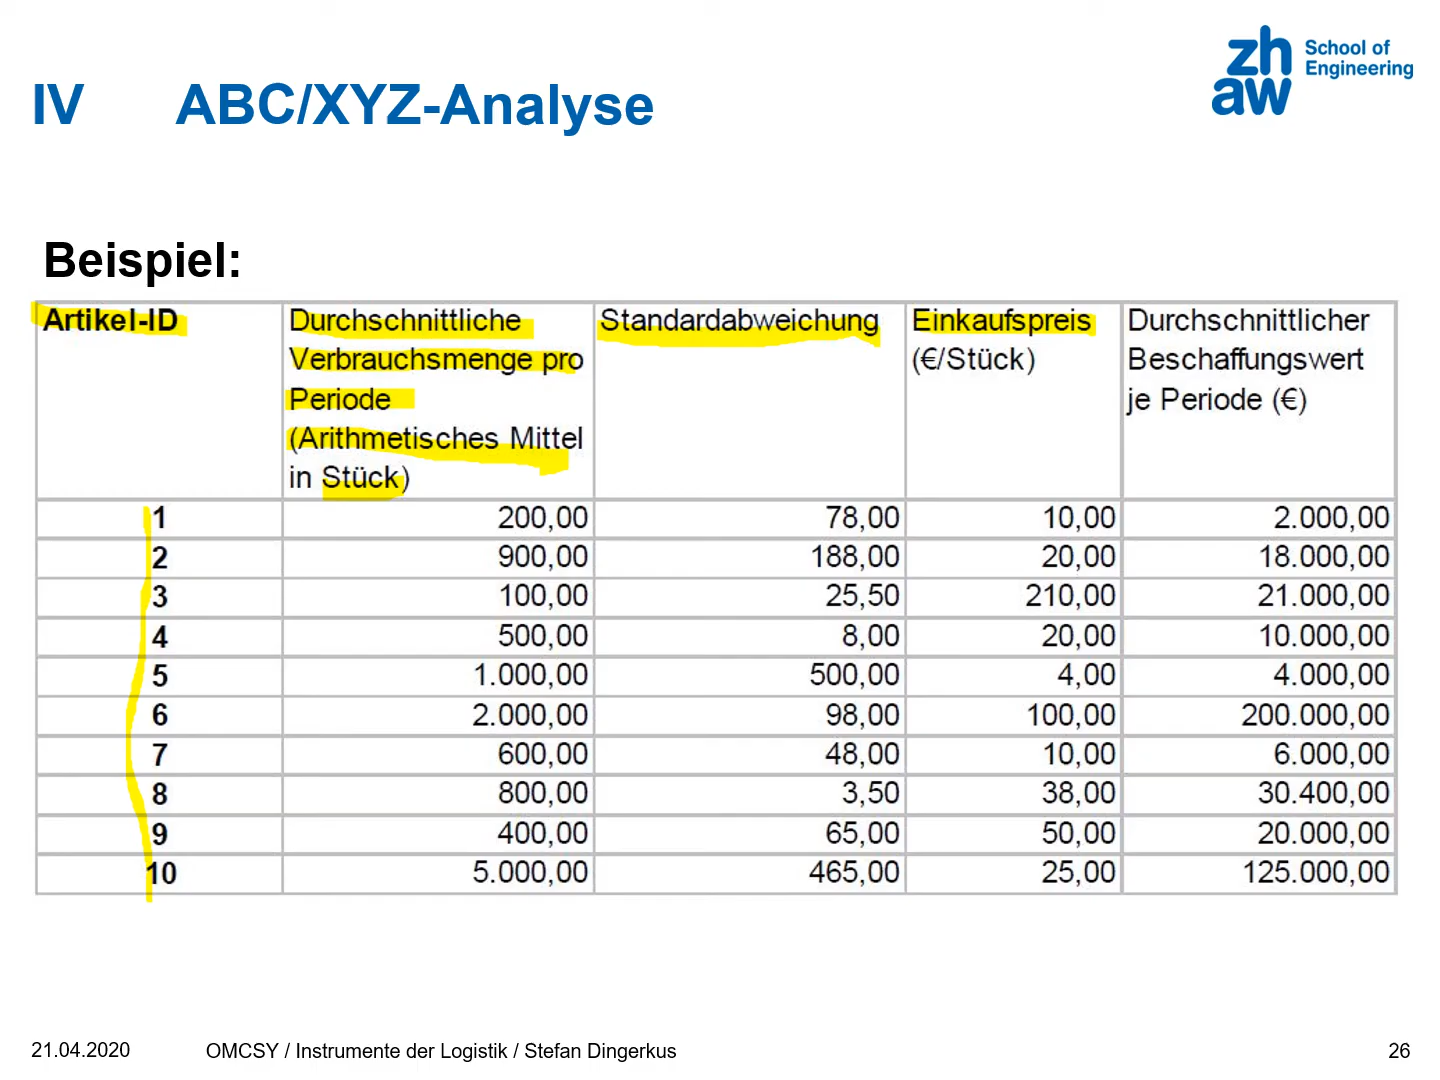 zh
aw
School of
Engineering
IV ABC/XYZ-Analyse
Beispiel:
Artikel-ID
Durchschnittliche
Verbrauchsmenge pro
Periode
(Arithmetisches Mittel
in Stück)
Standardabweichung
Einkaufspreis
(€/Stück)
Durchschnittlicher
Beschaffungswert
je Periode (€)
1 200,00 78,00 10,00 2.000,00
2 900,00 188,00 20,00 18.000,00
3 100,00 25,50 210,00 21.000,00
4 500,00 8,00 20,00 10.000,00
5 1.000,00 500,00 4,00 4.000,00
6 2.000,00 98,00 100,00 200.000,00
7 600,00 48,00 10,00 6.000,00
8 800,00 3,50 38,00 30.400,00
9 400,00 65,00 50,00 20.000,00
10 5.000,00 465,00 25,00 125.000,00
21.04.2020 OMCSY / Instrumente der Logistik / Stefan Dingerkus 26